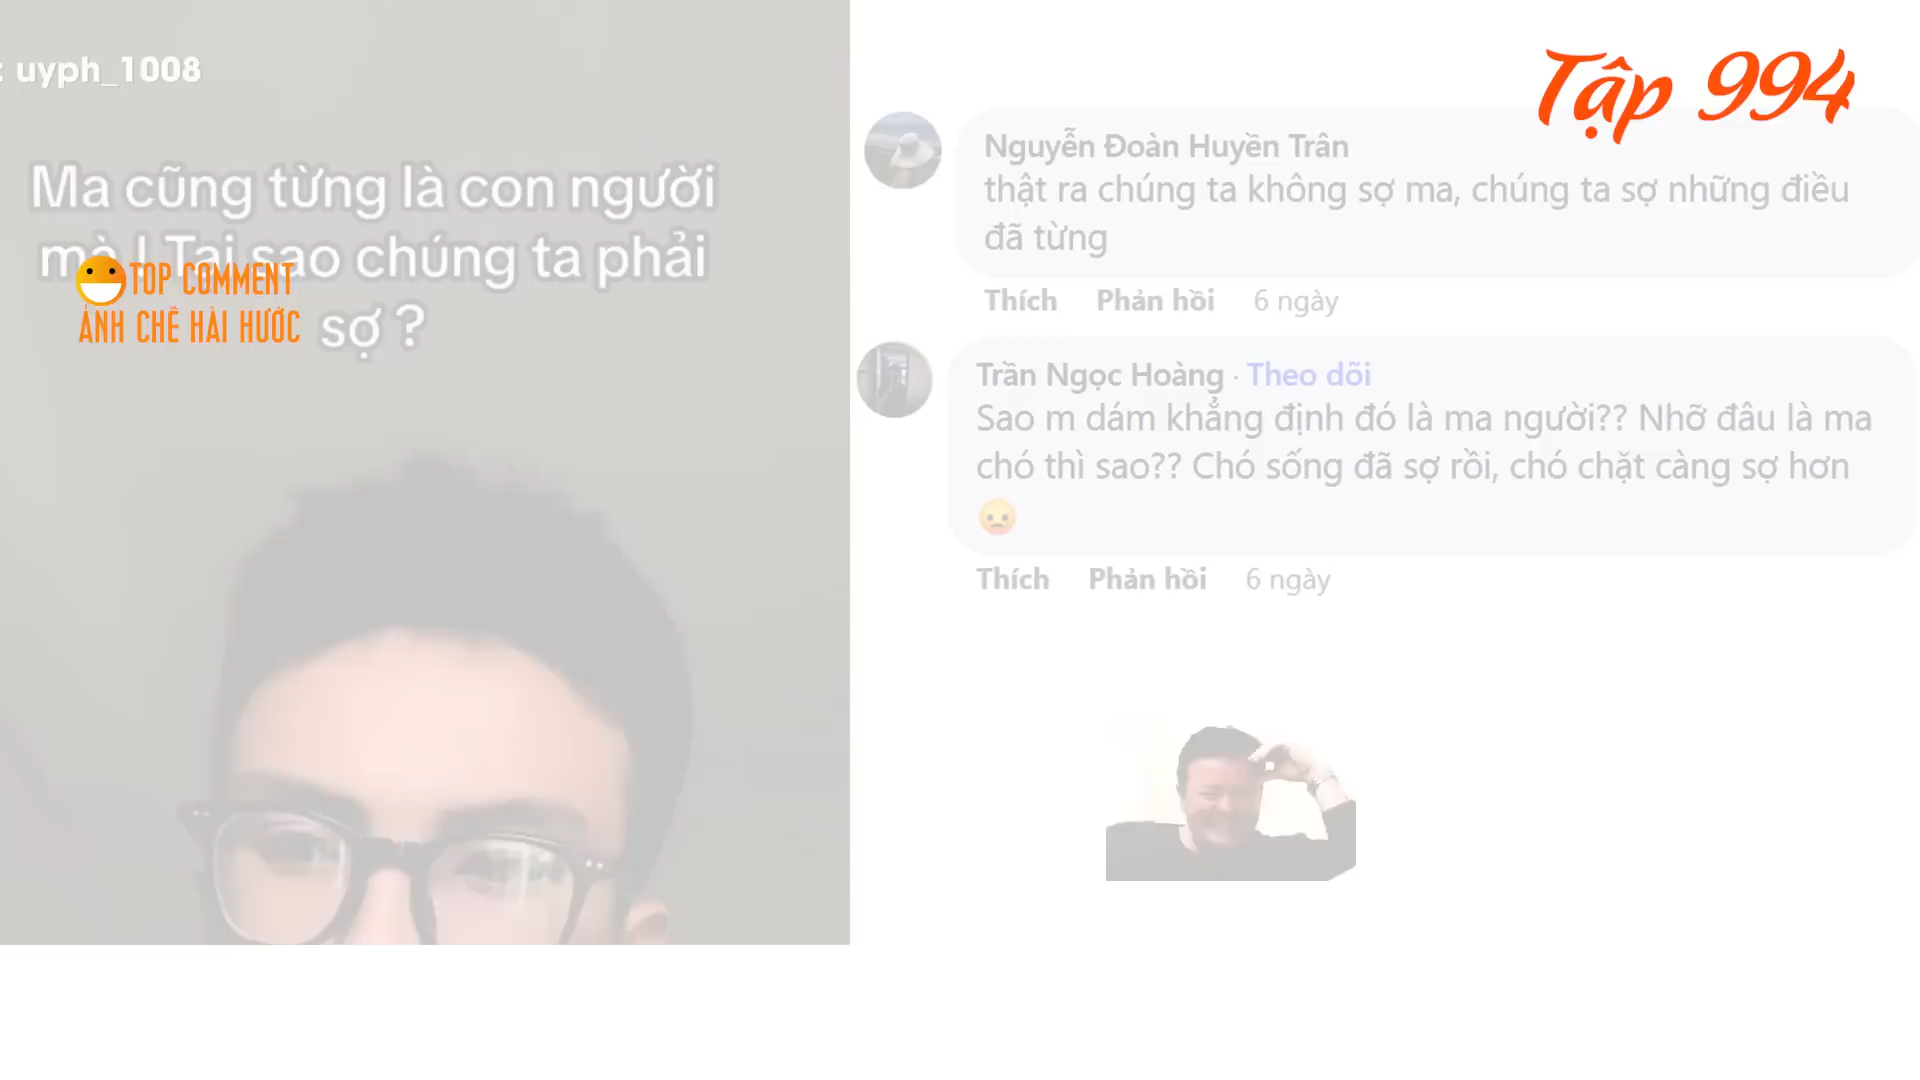 : uyph_1008
Ma cũng từng là con người
mà ! Tại sao chúng ta phải
sợ ?
TOP COMMENT
ẢNH CHẾ HÀI HƯỚC
Tập 994
Nguyễn Đoàn Huyền Trân
thật ra chúng ta không sợ ma, chúng ta sợ những điều
đã từng
Thích Phản hồi 6 ngày
Trần Ngọc Hoàng · Theo dõi
Sao m dám khẳng định đó là ma người?? Nhỡ đâu là ma
chó thì sao?? Chó sống đã sợ rồi, chó chặt càng sợ hơn
😠
Thích Phản hồi 6 ngày